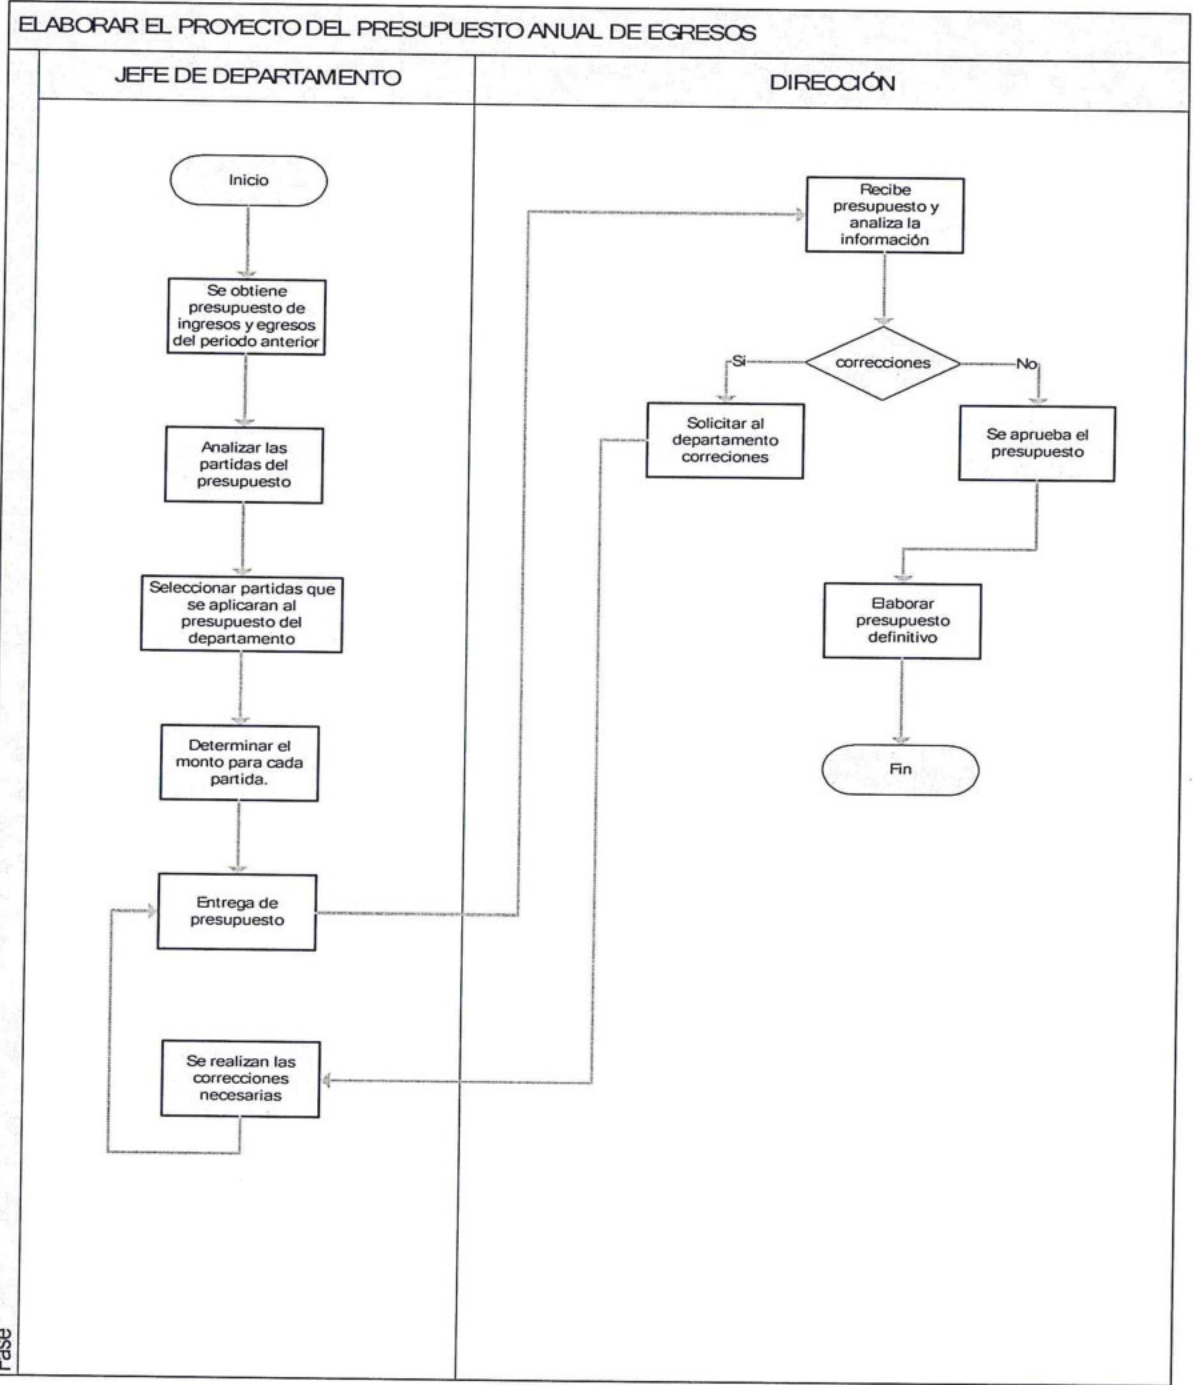 ELABORAR EL PROYECTO DEL PRESUPUESTO ANUAL DE EGRESOS
JEFE DE DEPARTAMENTO
DIRECCIÓN
Inicio
Se obtiene
presupuesto de
ingresos y egresos
del periodo anterior
Analizar las
partidas del
presupuesto
Seleccionar partidas que
se aplicaran al
presupuesto del
departamento
Determinar el
monto para cada
partida.
Entrega de
presupuesto
Se realizan las
correcciones
necesarias
Recibe
presupuesto y
analiza la
información
correcciones
Si
No
Solicitar al
departamento
correciones
Se aprueba el
presupuesto
Elaborar
presupuesto
definitivo
Fin
Fase